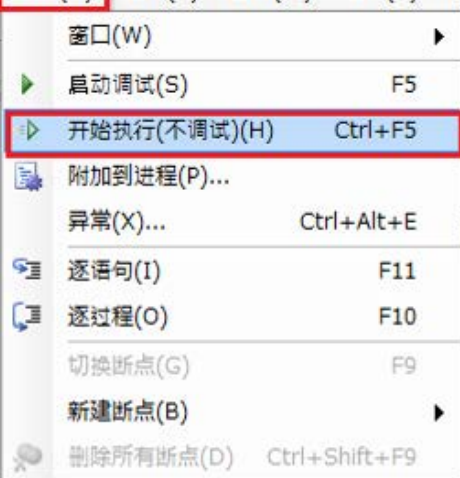 窗口(W)
启动调试(S) F5
开始执行(不调试)(H) Ctrl+F5
附加到进程(P)...
异常(X)... Ctrl+Alt+E
逐语句(I) F11
逐过程(O) F10
切换断点(G) F9
新建断点(B)
删除所有断点(D) Ctrl+Shift+F9